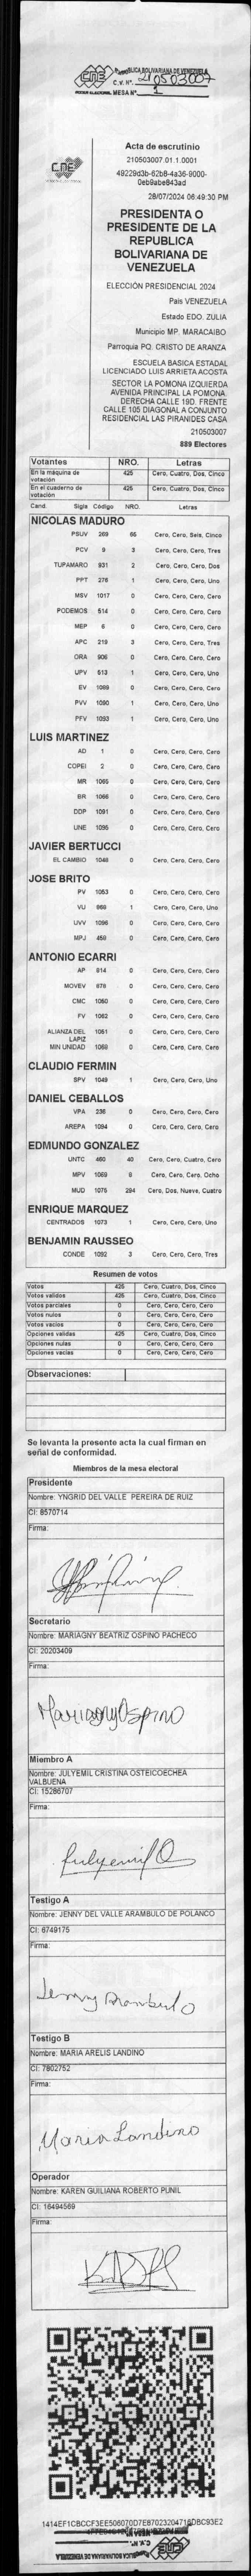 CNE
REPUBLICA BOLIVARIANA DE VENEZUELA
C.V. Nº. 210503007
PODER ELECTORAL MESA Nº 1
CNE
Acta de escrutinio
210503007.01.1.0001
49229d3b-62b8-4a36-9000-
0eb9abe843ad
28/07/2024 06:49:30 PM
PRESIDENTA O
PRESIDENTE DE LA
REPUBLICA
BOLIVARIANA DE
VENEZUELA
ELECCIÓN PRESIDENCIAL 2024
País VENEZUELA
Estado EDO. ZULIA
Municipio MP. MARACAIBO
Parroquia PQ. CRISTO DE ARANZA
ESCUELA BASICA ESTADAL
LICENCIADO LUIS ARRIETA ACOSTA
SECTOR LA POMONA IZQUIERDA
AVENIDA PRINCIPAL LA POMONA.
DERECHA CALLE 19D. FRENTE
CALLE 105 DIAGONAL A CONJUNTO
RESIDENCIAL LAS PIRANIDES CASA
210503007
889 Electores
Votantes NRO. Letras
En la máquina de votación 425 Cero, Cuatro, Dos, Cinco
En el cuaderno de votación 425 Cero, Cuatro, Dos, Cinco
Cand. Sigla Código NRO. Letras
NICOLAS MADURO
PSUV 269 65 Cero, Cero, Seis, Cinco
PCV 9 3 Cero, Cero, Cero, Tres
TUPAMARO 931 2 Cero, Cero, Cero, Dos
PPT 276 1 Cero, Cero, Cero, Uno
MSV 1017 0 Cero, Cero, Cero, Cero
PODEMOS 514 0 Cero, Cero, Cero, Cero
MEP 6 0 Cero, Cero, Cero, Cero
APC 219 3 Cero, Cero, Cero, Tres
ORA 906 0 Cero, Cero, Cero, Cero
UPV 513 1 Cero, Cero, Cero, Uno
EV 1089 0 Cero, Cero, Cero, Cero
PVV 1090 1 Cero, Cero, Cero, Uno
PFV 1093 1 Cero, Cero, Cero, Uno
LUIS MARTINEZ
AD 1 0 Cero, Cero, Cero, Cero
COPEI 2 0 Cero, Cero, Cero, Cero
MR 1065 0 Cero, Cero, Cero, Cero
BR 1066 0 Cero, Cero, Cero, Cero
DDP 1091 0 Cero, Cero, Cero, Cero
UNE 1095 0 Cero, Cero, Cero, Cero
JAVIER BERTUCCI
EL CAMBIO 1048 0 Cero, Cero, Cero, Cero
JOSE BRITO
PV 1053 0 Cero, Cero, Cero, Cero
VU 969 1 Cero, Cero, Cero, Uno
UVV 1096 0 Cero, Cero, Cero, Cero
MPJ 458 0 Cero, Cero, Cero, Cero
ANTONIO ECARRI
AP 614 0 Cero, Cero, Cero, Cero
MOVEV 678 0 Cero, Cero, Cero, Cero
CMC 1050 0 Cero, Cero, Cero, Cero
FV 1062 0 Cero, Cero, Cero, Cero
ALIANZA DEL LAPIZ 1051 0 Cero, Cero, Cero, Cero
MIN UNIDAD 1059 0 Cero, Cero, Cero, Cero
CLAUDIO FERMIN
SPV 1049 1 Cero, Cero, Cero, Uno
DANIEL CEBALLOS
VPA 236 0 Cero, Cero, Cero, Cero
AREPA 1094 0 Cero, Cero, Cero, Cero
EDMUNDO GONZALEZ
UNTC 460 40 Cero, Cero, Cuatro, Cero
MPV 1069 8 Cero, Cero, Cero, Ocho
MUD 1075 294 Cero, Dos, Nueve, Cuatro
ENRIQUE MARQUEZ
CENTRADOS 1073 1 Cero, Cero, Cero, Uno
BENJAMIN RAUSSEO
CONDE 1092 3 Cero, Cero, Cero, Tres
Resumen de votos
Votos 425 Cero, Cuatro, Dos, Cinco
Votos validos 425 Cero, Cuatro, Dos, Cinco
Votos parciales 0 Cero, Cero, Cero, Cero
Votos nulos 0 Cero, Cero, Cero, Cero
Votos vacios 0 Cero, Cero, Cero, Cero
Opciones validas 425 Cero, Cuatro, Dos, Cinco
Opciones nulas 0 Cero, Cero, Cero, Cero
Opciones vacias 0 Cero, Cero, Cero, Cero
Observaciones:
Se levanta la presente acta la cual firman en
señal de conformidad.
Miembros de la mesa electoral
Presidente
Nombre: YNGRID DEL VALLE PEREIRA DE RUIZ
CI: 8570714
Firma:
Secretario
Nombre: MARIAGNY BEATRIZ OSPINO PACHECO
CI: 20203409
Firma:
Mariagny Ospino
Miembro A
Nombre: JULYEMIL CRISTINA OSTEICOECHEA
VALBUENA
CI: 15286707
Firma:
Julyemil O
Testigo A
Nombre: JENNY DEL VALLE ARAMBULO DE POLANCO
CI: 6749175
Firma:
Jenny Arambulo
Testigo B
Nombre: MARIA ARELIS LANDINO
CI: 7802752
Firma:
Maria Landino
Operador
Nombre: KAREN GUILIANA ROBERTO PUNIL
CI: 16494569
Firma:
1414EF1CBCCF3EE506070D7E87023204716DBC93E2
C.V. Nº.
REPUBLICA BOLIVARIANA DE VENEZUELA
CNE